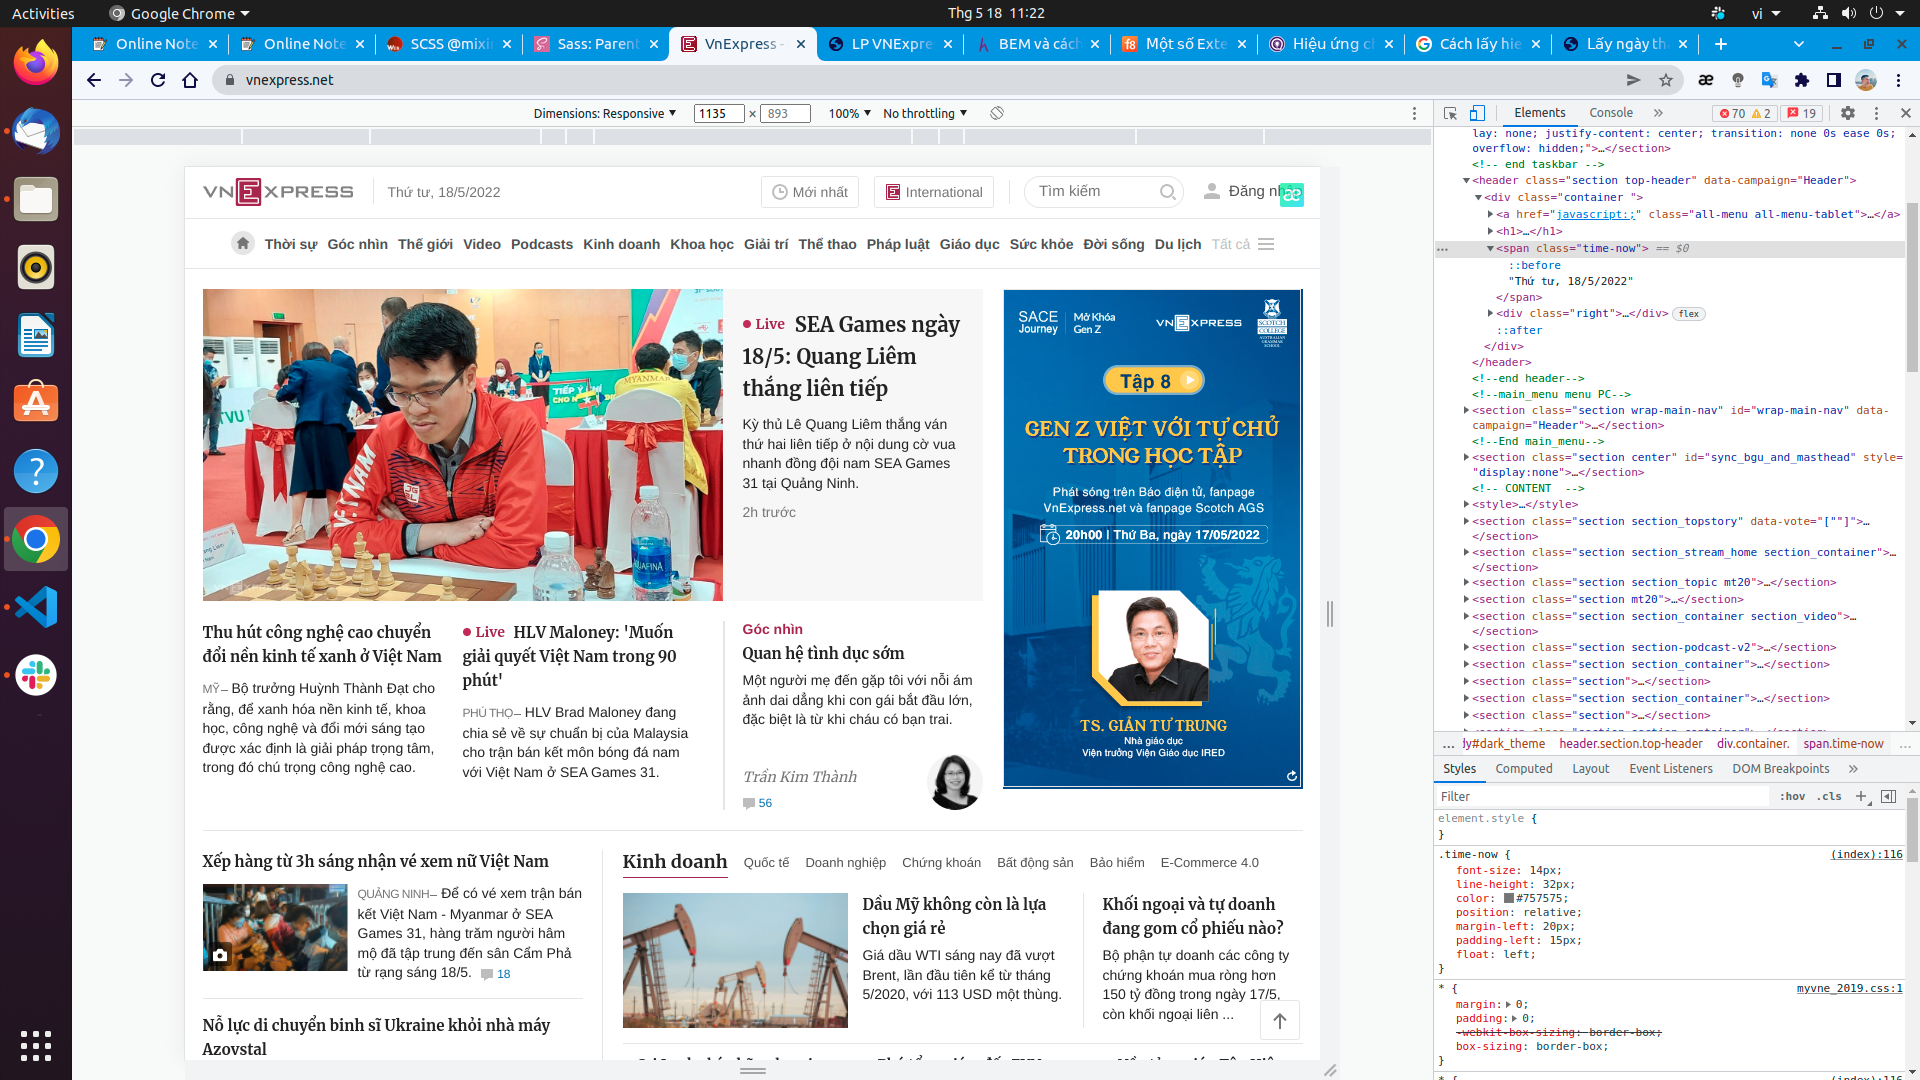 Activities
Google Chrome
Thg 5 18 11:22
vi
Online Note
Online Note
SCSS @mixin
Sass: Parent
VnExpress -
LP VNExpre
BEM và cách
Một số Exte
Hiệu ứng ch
Cách lấy hiệ
Lấy ngày th
vnexpress.net
Dimensions: Responsive
1135 × 893
100%
No throttling
Elements
Console
70
2
19
VNEXPRESS
Thứ tư, 18/5/2022
Mới nhất
International
Tìm kiếm
Đăng nh
æ
Thời sự Góc nhìn Thế giới Video Podcasts Kinh doanh Khoa học Giải trí Thể thao Pháp luật Giáo dục Sức khỏe Đời sống Du lịch Tất cả
Live SEA Games ngày
18/5: Quang Liêm
thắng liên tiếp
Kỳ thủ Lê Quang Liêm thắng ván
thứ hai liên tiếp ở nội dung cờ vua
nhanh đồng đội nam SEA Games
31 tại Quảng Ninh.
2h trước
SACE
Journey
Mở Khóa
Gen Z
VNEXPRESS
SCOTCH
COLLEGE
Tập 8
GEN Z VIỆT VỚI TỰ CHỦ
TRONG HỌC TẬP
Phát sóng trên Báo điện tử, fanpage
VnExpress.net và fanpage Scotch AGS
20h00 | Thứ Ba, ngày 17/05/2022
TS. GIẢN TƯ TRUNG
Nhà giáo dục
Viện trưởng Viện Giáo dục IRED
Thu hút công nghệ cao chuyển
đổi nền kinh tế xanh ở Việt Nam
MỸ– Bộ trưởng Huỳnh Thành Đạt cho
rằng, để xanh hóa nền kinh tế, khoa
học, công nghệ và đổi mới sáng tạo
được xác định là giải pháp trọng tâm,
trong đó chú trọng công nghệ cao.
Live HLV Maloney: 'Muốn
giải quyết Việt Nam trong 90
phút'
PHÚ THỌ– HLV Brad Maloney đang
chia sẻ về sự chuẩn bị của Malaysia
cho trận bán kết môn bóng đá nam
với Việt Nam ở SEA Games 31.
Góc nhìn
Quan hệ tình dục sớm
Một người mẹ đến gặp tôi với nỗi ám
ảnh dai dẳng khi con gái bắt đầu lớn,
đặc biệt là từ khi cháu có bạn trai.
Trần Kim Thành
56
Xếp hàng từ 3h sáng nhận vé xem nữ Việt Nam
QUẢNG NINH– Để có vé xem trận bán
kết Việt Nam - Myanmar ở SEA
Games 31, hàng trăm người hâm
mộ đã tập trung đến sân Cẩm Phả
từ rạng sáng 18/5. 18
Nỗ lực di chuyển binh sĩ Ukraine khỏi nhà máy
Azovstal
Kinh doanh Quốc tế Doanh nghiệp Chứng khoán Bất động sản Bảo hiểm E-Commerce 4.0
Dầu Mỹ không còn là lựa
chọn giá rẻ
Giá dầu WTI sáng nay đã vượt
Brent, lần đầu tiên kể từ tháng
5/2020, với 113 USD một thùng.
Khối ngoại và tự doanh
đang gom cổ phiếu nào?
Bộ phận tự doanh các công ty
chứng khoán mua ròng hơn
150 tỷ đồng trong ngày 17/5,
còn khối ngoại liên ...
lay: none; justify-content: center; transition: none 0s ease 0s;
overflow: hidden;">…</section>
<!-- end taskbar -->
<header class="section top-header" data-campaign="Header">
<div class="container ">
<a href="javascript:;" class="all-menu all-menu-tablet">…</a>
<h1>…</h1>
<span class="time-now"> == $0
::before
"Thứ tư, 18/5/2022"
</span>
<div class="right">…</div> flex
::after
</div>
</header>
<!--end header-->
<!--main_menu menu PC-->
<section class="section wrap-main-nav" id="wrap-main-nav" data-
campaign="Header">…</section>
<!--End main_menu-->
<section class="section center" id="sync_bgu_and_masthead" style=
"display:none">…</section>
<!-- CONTENT -->
<style>…</style>
<section class="section section_topstory" data-vote="[""]">…
</section>
<section class="section section_stream_home section_container">…
</section>
<section class="section section_topic mt20">…</section>
<section class="section mt20">…</section>
<section class="section section_container section_video">…
</section>
<section class="section section-podcast-v2">…</section>
<section class="section section_container">…</section>
<section class="section">…</section>
<section class="section section_container">…</section>
<section class="section">…</section>
… dy#dark_theme header.section.top-header div.container. span.time-now …
Styles Computed Layout Event Listeners DOM Breakpoints
Filter
:hov .cls
element.style {
}
.time-now { (index):116
font-size: 14px;
line-height: 32px;
color: #757575;
position: relative;
margin-left: 20px;
padding-left: 15px;
float: left;
}
* { myvne_2019.css:1
margin: 0;
padding: 0;
-webkit-box-sizing: border-box;
box-sizing: border-box;
}
* { (index):116